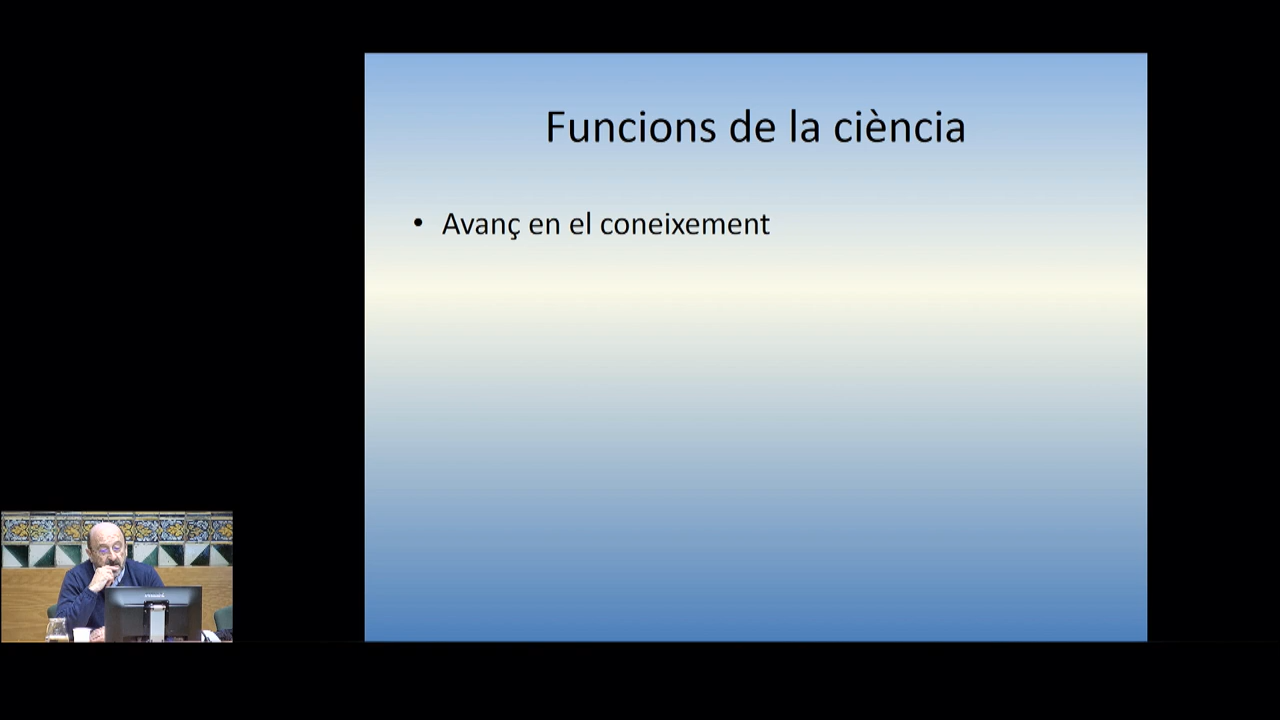 Funcions de la ciència
• Avanç en el coneixement